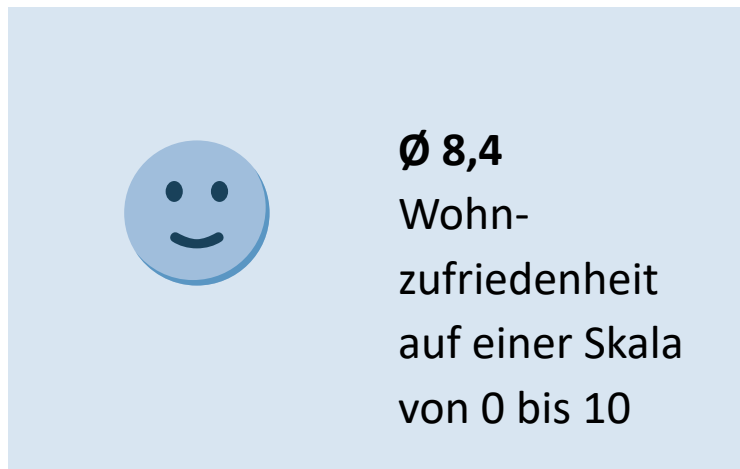 Ø 8,4
Wohn-
zufriedenheit
auf einer Skala
von 0 bis 10